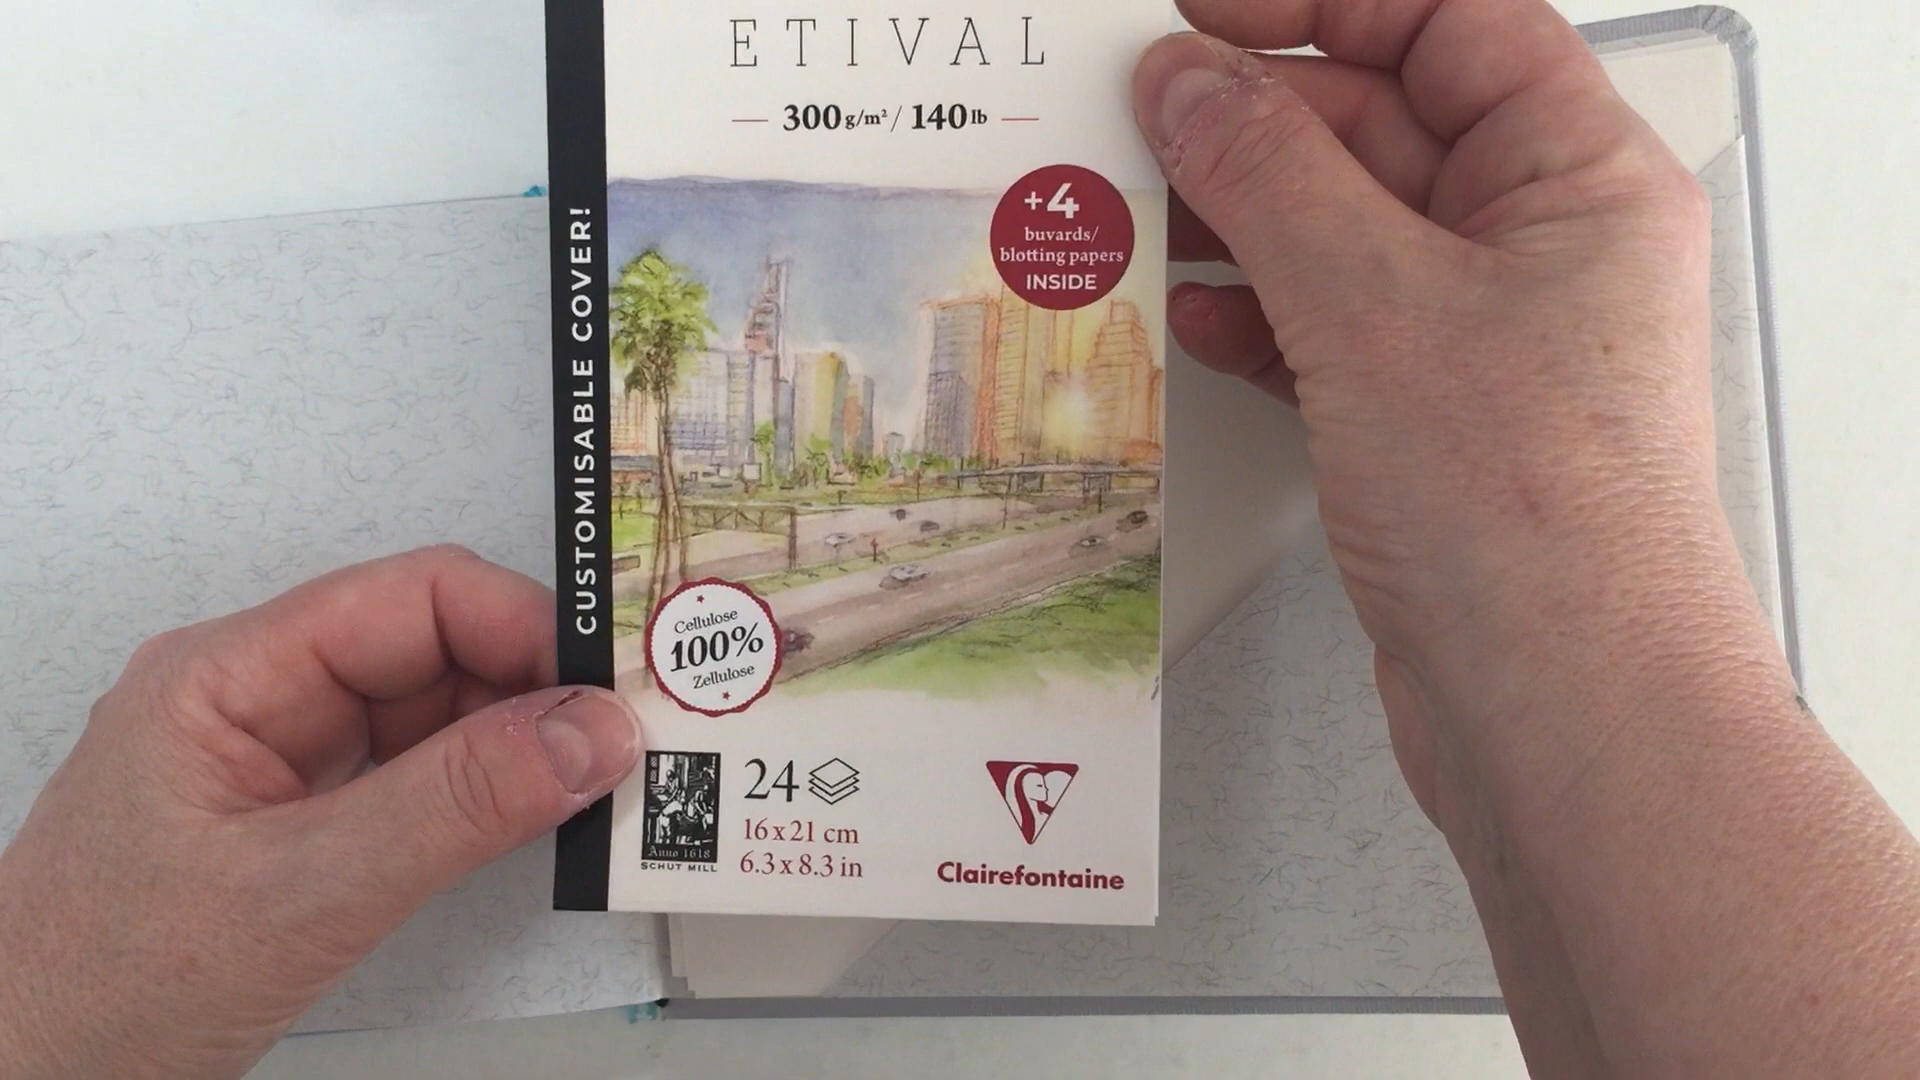 ETIVAL
300 g/m² / 140 lb
+4
buvards/
blotting papers
INSIDE
CUSTOMISABLE COVER!
Cellulose
100%
Zellulose
Anno 1618
SCHUT MILL
24
16 x 21 cm
6.3 x 8.3 in
Clairefontaine